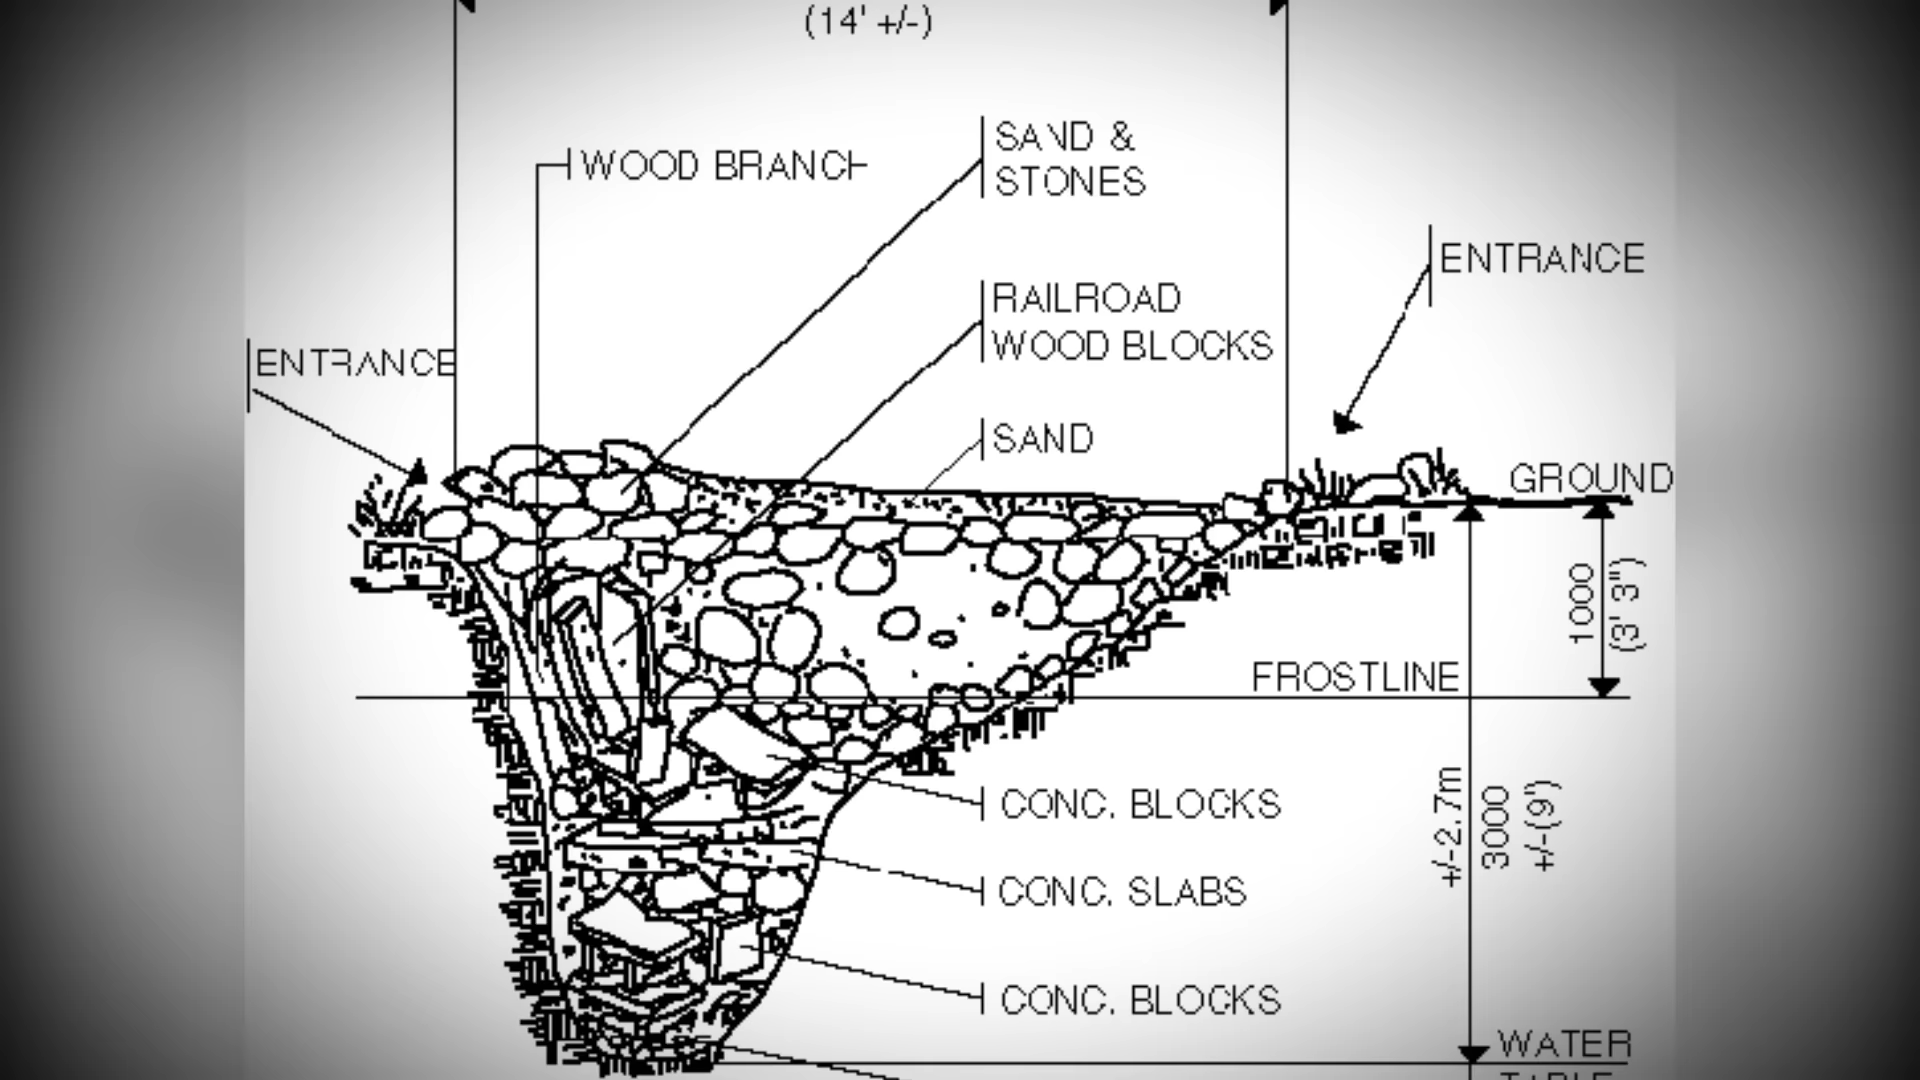 (14' +/-)
WOOD BRANCH
SAND &
STONES
ENTRANCE
RAILROAD
WOOD BLOCKS
ENTRANCE
SAND
GROUND
1000
(3' 3")
FROSTLINE
CONC. BLOCKS
+/-2.7m
3000
+/-(9')
CONC. SLABS
CONC. BLOCKS
WATER
TABLE